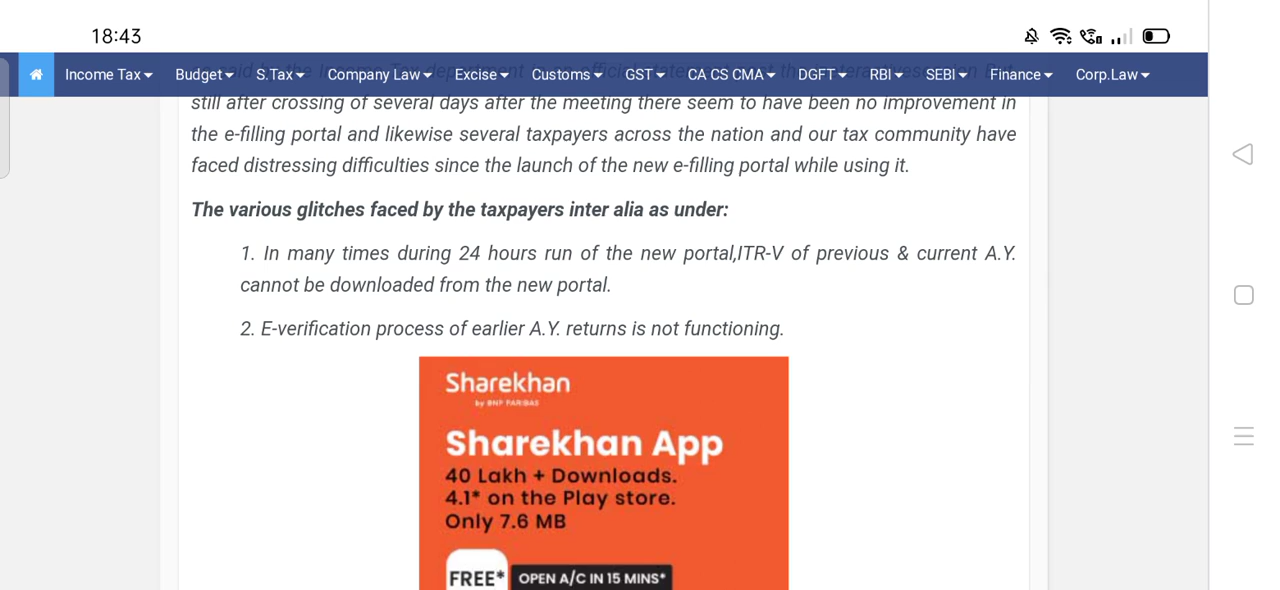 18:43
Income Tax Budget S.Tax Company Law Excise Customs GST CA CS CMA DGFT RBI SEBI Finance Corp.Law
still after crossing of several days after the meeting there seem to have been no improvement in
the e-filling portal and likewise several taxpayers across the nation and our tax community have
faced distressing difficulties since the launch of the new e-filling portal while using it.
The various glitches faced by the taxpayers inter alia as under:
1. In many times during 24 hours run of the new portal,ITR-V of previous & current A.Y.
cannot be downloaded from the new portal.
2. E-verification process of earlier A.Y. returns is not functioning.
Sharekhan
by BNP PARIBAS
Sharekhan App
40 Lakh + Downloads.
4.1* on the Play store.
Only 7.6 MB
FREE* OPEN A/C IN 15 MINS*